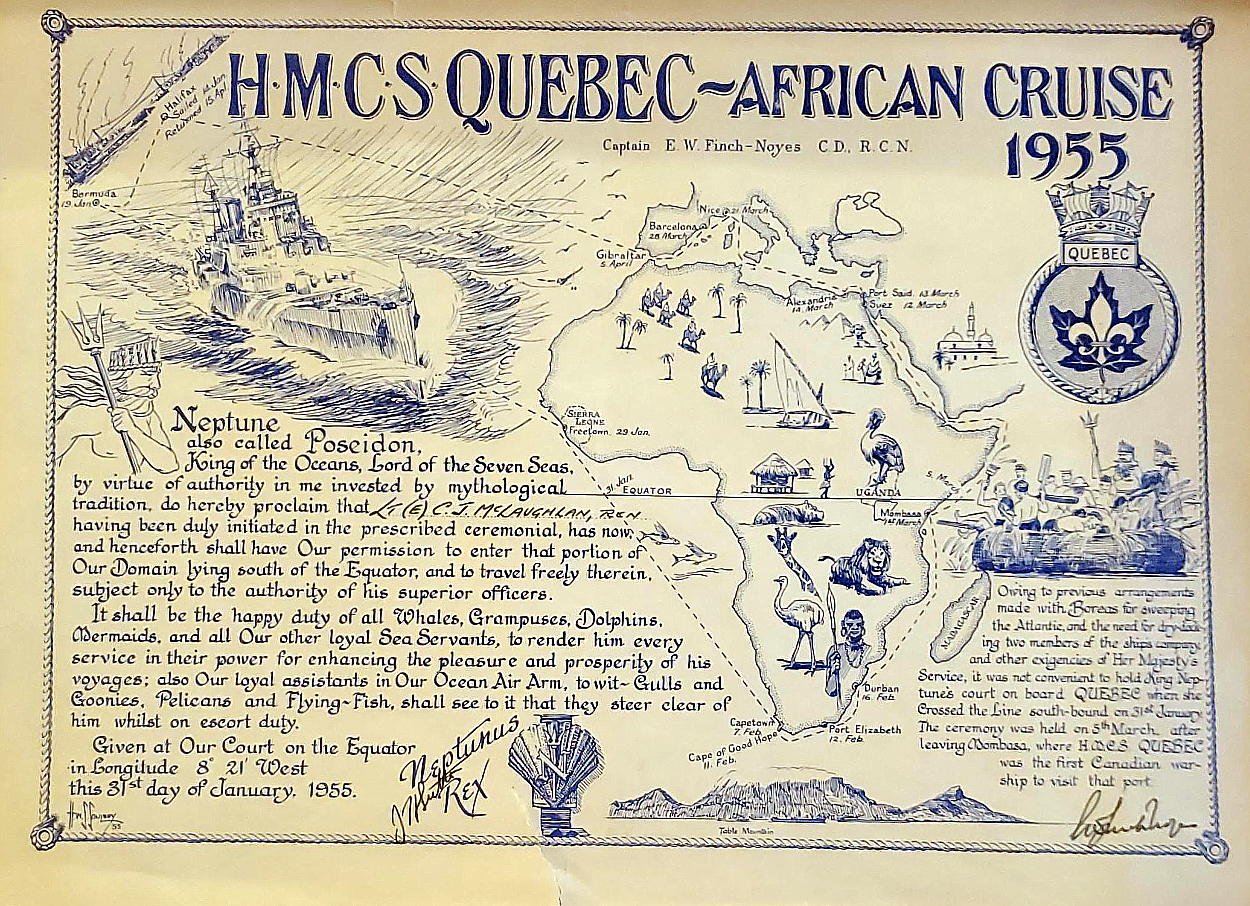 H·M·C·S·QUEBEC~AFRICAN CRUISE
1955
Captain E. W. Finch-Noyes C.D., R.C.N.
Halifax
Sailed 14 Jan
Returned 15 Apl
Bermuda
19 Jan
Nice 21 March
Barcelona
28 March
Gibraltar
5 April
Alexandria
14 March
Port Said. 13 March
Suez 12 March
QUEBEC
SIERRA
LEONE
Freetown. 29 Jan.
31 Jan.
EQUATOR
UGANDA
5. March
Mombasa
1st March
MADAGASCAR
Durban
16. Feb.
Port Elizabeth
12. Feb.
Capetown
7. Feb.
Cape of Good Hope
11. Feb.
Table Mountain
Neptune
also called Poseidon,
King of the Oceans, Lord of the Seven Seas,
by virtue of authority in me invested by mythological
tradition, do hereby proclaim that LT (E) C. J. MCLAUGHLAN, RCN
having been duly initiated in the prescribed ceremonial, has now,
and henceforth shall have Our permission to enter that portion of
Our Domain lying south of the Equator, and to travel freely therein,
subject only to the authority of his superior officers.
It shall be the happy duty of all Whales, Grampuses, Dolphins,
Mermaids, and all Our other loyal Sea Servants, to render him every
service in their power for enhancing the pleasure and prosperity of his
voyages; also Our loyal assistants in Our Ocean Air Arm, to wit~Gulls and
Goonies, Pelicans and Flying~Fish, shall see to it that they steer clear of
him whilst on escort duty.
Given at Our Court on the Equator
in Longitude 8° 21' West
this 31st day of January. 1955.
Neptunus
REX
Owing to previous arrangements
made with Boreas for sweeping
the Atlantic, and the need for dry-dock-
ing two members of the ships company,
and other exigencies of Her Majesty's
Service, it was not convenient to hold King Nep-
tune's court on board QUEBEC when she
Crossed the Line south-bound on 31st January.
The ceremony was held on 5th March, after
leaving Mombasa, where H.M.C.S. QUEBEC
was the first Canadian war-
ship to visit that port.